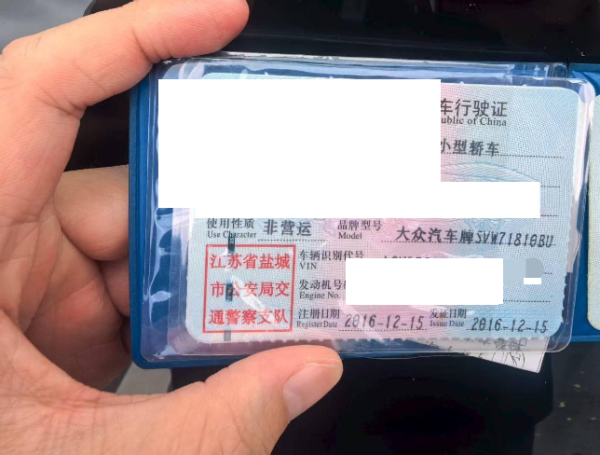 车行驶证
ublic of China
小型轿车
使用性质 非营运 品牌型号 大众汽车牌SVW71810BU
Use Character Model
江苏省盐城
市公安局交
通警察支队
车辆识别代号
VIN
发动机号
Engine No.
注册日期 2016-12-15 发证日期 2016-12-15
Register Date Issue Date